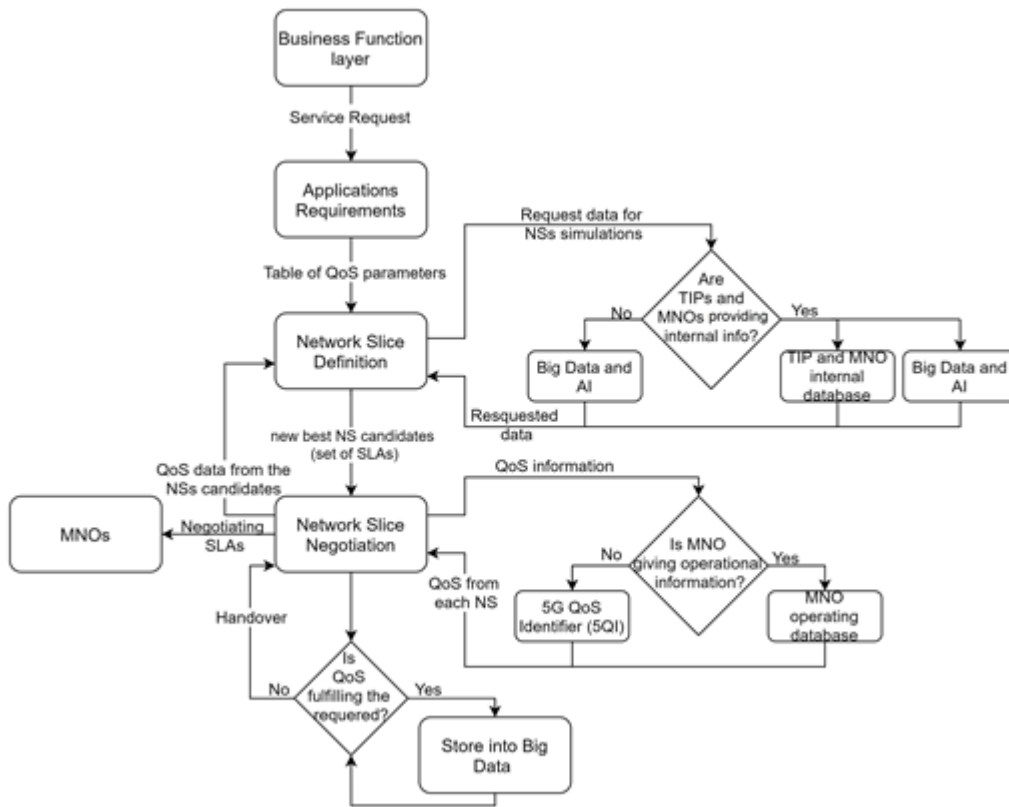 Business Function
layer
Service Request
Applications
Requirements
Request data for
NSs simulations
Table of QoS parameters
Are
TIPs and
MNOs providing
internal info?
No
Yes
Network Slice
Definition
Big Data and
AI
TIP and MNO
internal
database
Big Data and
AI
Resquested
data
new best NS candidates
(set of SLAs)
QoS data from the
NSs candidates
QoS information
MNOs
Negotiating
SLAs
Network Slice
Negotiation
Is MNO
giving operational
information?
No
Yes
QoS from
each NS
5G QoS
Identifier (5QI)
MNO
operating
database
Handover
Is
QoS
fulfilling the
requered?
No
Yes
Store into Big
Data